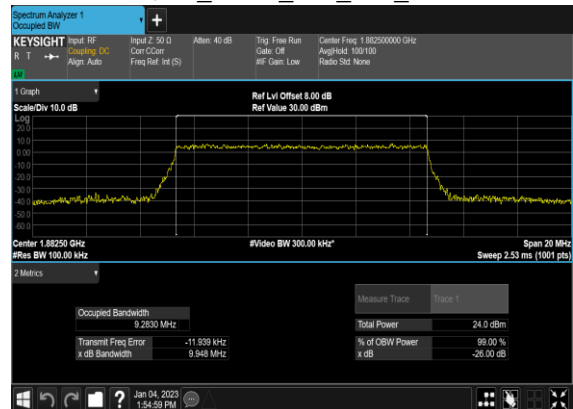 Spectrum Analyzer 1
Occupied BW
KEYSIGHT Input: RF Input Z: 50 Ω Atten: 40 dB Trig: Free Run Center Freq: 1.882500000 GHz
R T Coupling: DC Corr CCorr Gate: Off Avg|Hold: 100/100
Align: Auto Freq Ref: Int (S) #IF Gain: Low Radio Std: None
1 Graph
Ref Lvl Offset 8.00 dB
Scale/Div 10.0 dB Ref Value 30.00 dBm
Log
20.0
10.0
0.00
-10.0
-20.0
-30.0
-40.0
-50.0
-60.0
Center 1.88250 GHz #Video BW 300.00 kHz* Span 20 MHz
#Res BW 100.00 kHz Sweep 2.53 ms (1001 pts)
2 Metrics
Measure Trace Trace 1
Occupied Bandwidth
9.2830 MHz Total Power 24.0 dBm
Transmit Freq Error -11.939 kHz % of OBW Power 99.00 %
x dB Bandwidth 9.948 MHz x dB -26.00 dB
Jan 04, 2023
1:54:59 PM